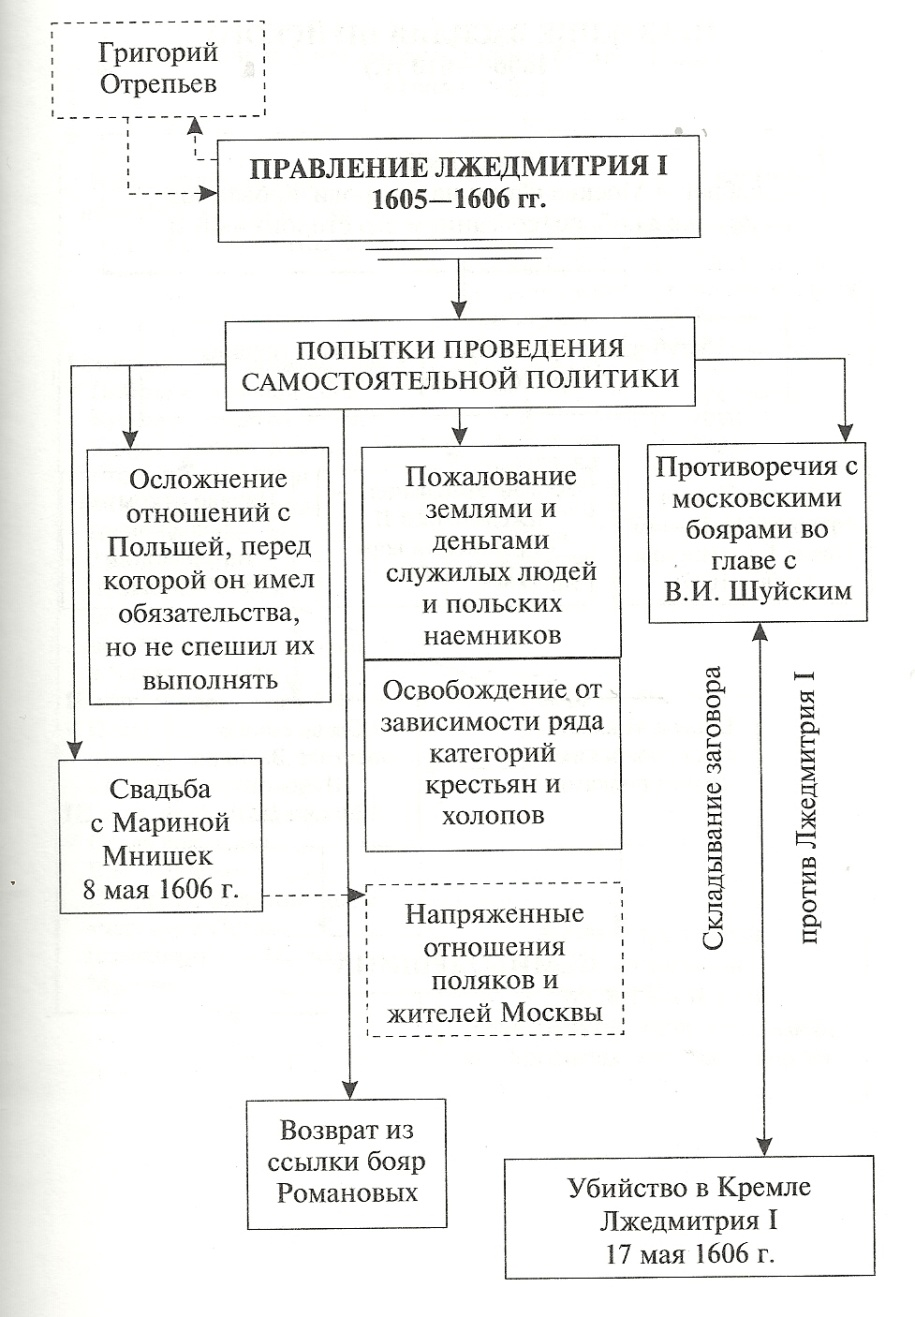 Григорий
Отрепьев
ПРАВЛЕНИЕ ЛЖЕДМИТРИЯ I
1605—1606 гг.
ПОПЫТКИ ПРОВЕДЕНИЯ
САМОСТОЯТЕЛЬНОЙ ПОЛИТИКИ
Осложнение
отношений с
Польшей, перед
которой он имел
обязательства,
но не спешил их
выполнять
Пожалование
землями и
деньгами
служилых людей
и польских
наемников
Противоречия с
московскими
боярами во
главе с
В.И. Шуйским
Освобождение от
зависимости ряда
категорий
крестьян и
холопов
Складывание заговора
против Лжедмитрия I
Свадьба
с Мариной
Мнишек
8 мая 1606 г.
Напряженные
отношения
поляков и
жителей Москвы
Возврат из
ссылки бояр
Романовых
Убийство в Кремле
Лжедмитрия I
17 мая 1606 г.